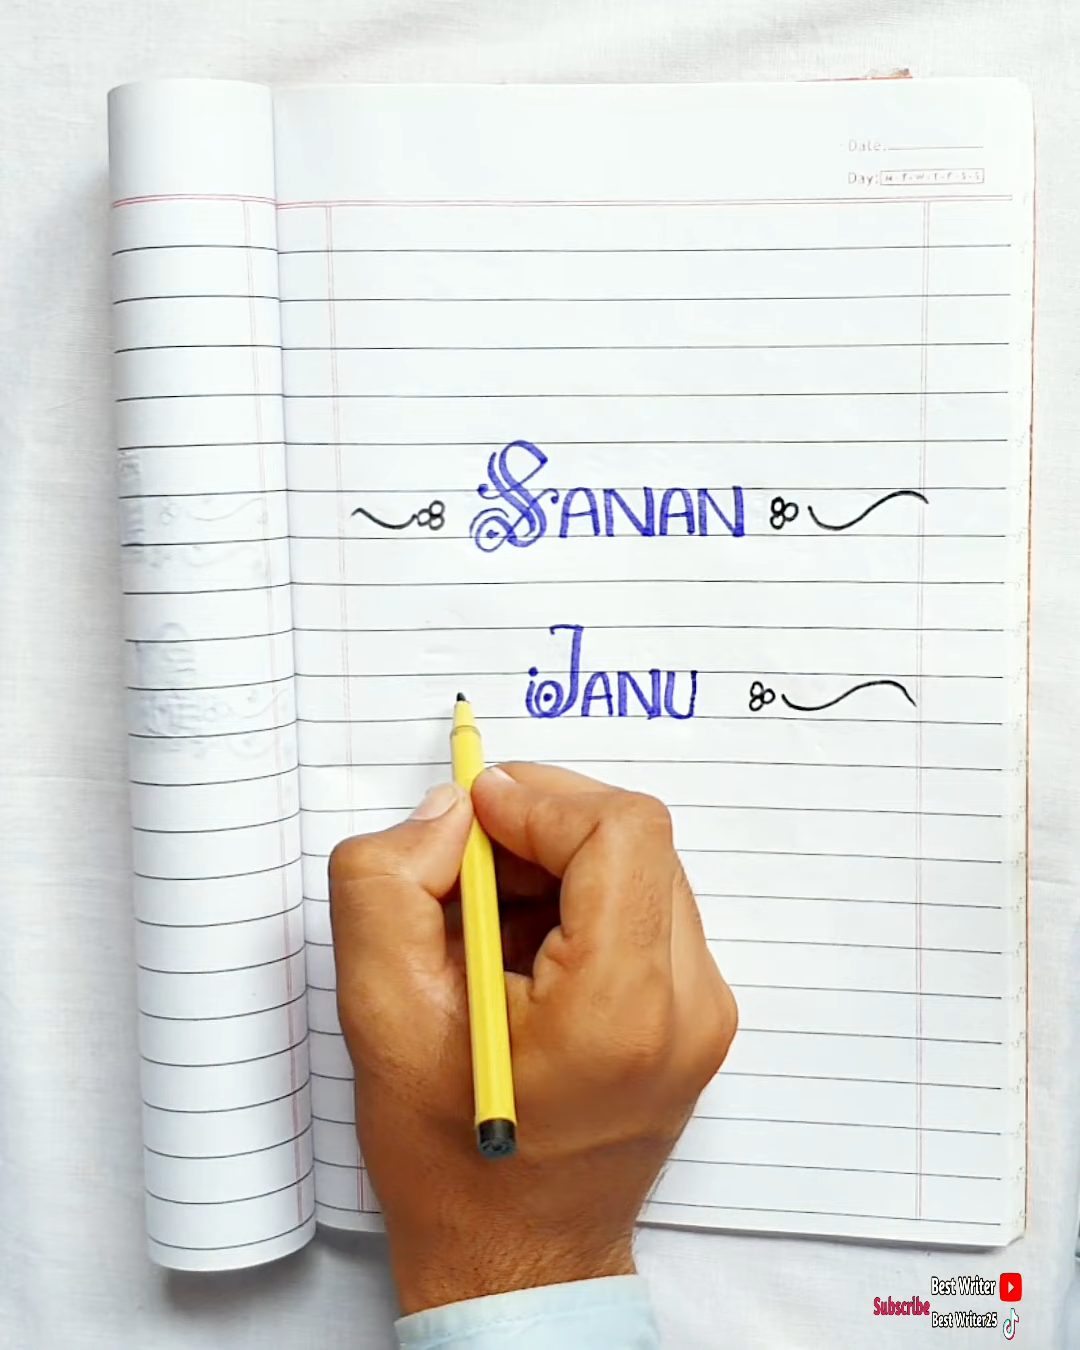 Date:
Day: M-T-W-T-F-S-S
SANAN
JANU
Best Writer
Subscribe
Best Writer25